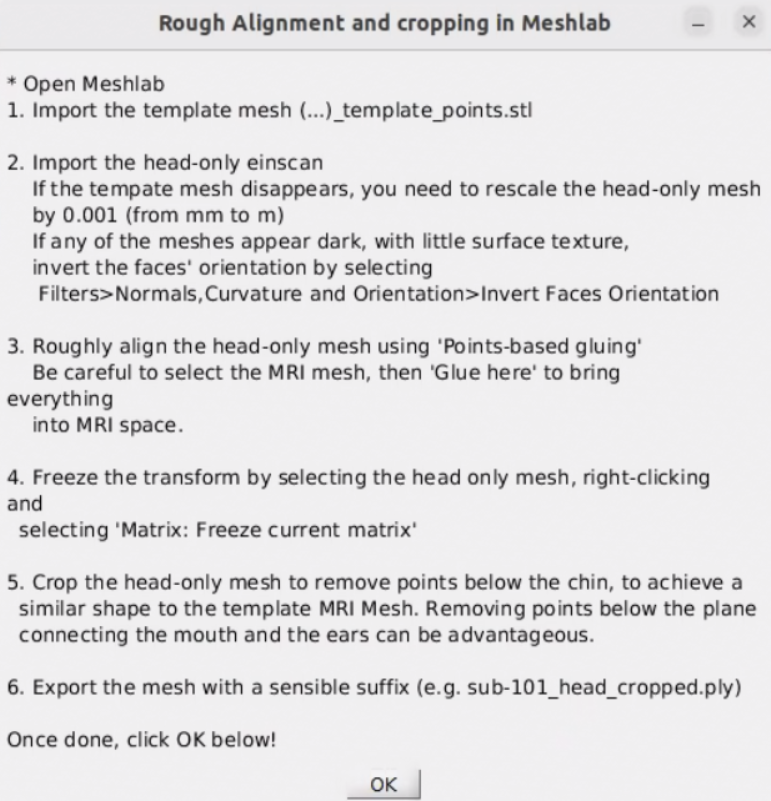 Rough Alignment and cropping in Meshlab
* Open Meshlab
1. Import the template mesh (...)_template_points.stl
2. Import the head-only einscan
If the tempate mesh disappears, you need to rescale the head-only mesh
by 0.001 (from mm to m)
If any of the meshes appear dark, with little surface texture,
invert the faces' orientation by selecting
Filters>Normals,Curvature and Orientation>Invert Faces Orientation
3. Roughly align the head-only mesh using 'Points-based gluing'
Be careful to select the MRI mesh, then 'Glue here' to bring
everything
into MRI space.
4. Freeze the transform by selecting the head only mesh, right-clicking
and
selecting 'Matrix: Freeze current matrix'
5. Crop the head-only mesh to remove points below the chin, to achieve a
similar shape to the template MRI Mesh. Removing points below the plane
connecting the mouth and the ears can be advantageous.
6. Export the mesh with a sensible suffix (e.g. sub-101_head_cropped.ply)
Once done, click OK below!
OK